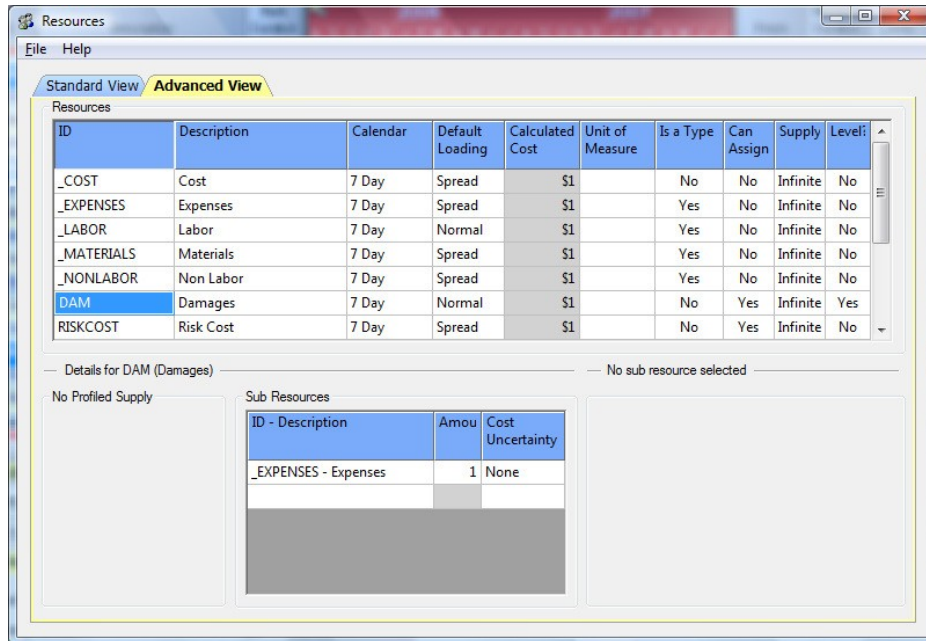 Resources
File Help
Standard View Advanced View
Resources
ID Description Calendar Default Loading Calculated Cost Unit of Measure Is a Type Can Assign Supply Level?
_COST Cost 7 Day Spread $1 No No Infinite No
_EXPENSES Expenses 7 Day Spread $1 Yes No Infinite No
_LABOR Labor 7 Day Normal $1 Yes No Infinite No
_MATERIALS Materials 7 Day Spread $1 Yes No Infinite No
_NONLABOR Non Labor 7 Day Spread $1 Yes No Infinite No
DAM Damages 7 Day Normal $1 No Yes Infinite Yes
RISKCOST Risk Cost 7 Day Spread $1 No Yes Infinite No
Details for DAM (Damages) No sub resource selected
No Profiled Supply Sub Resources
ID - Description Amou Cost Uncertainty
_EXPENSES - Expenses 1 None